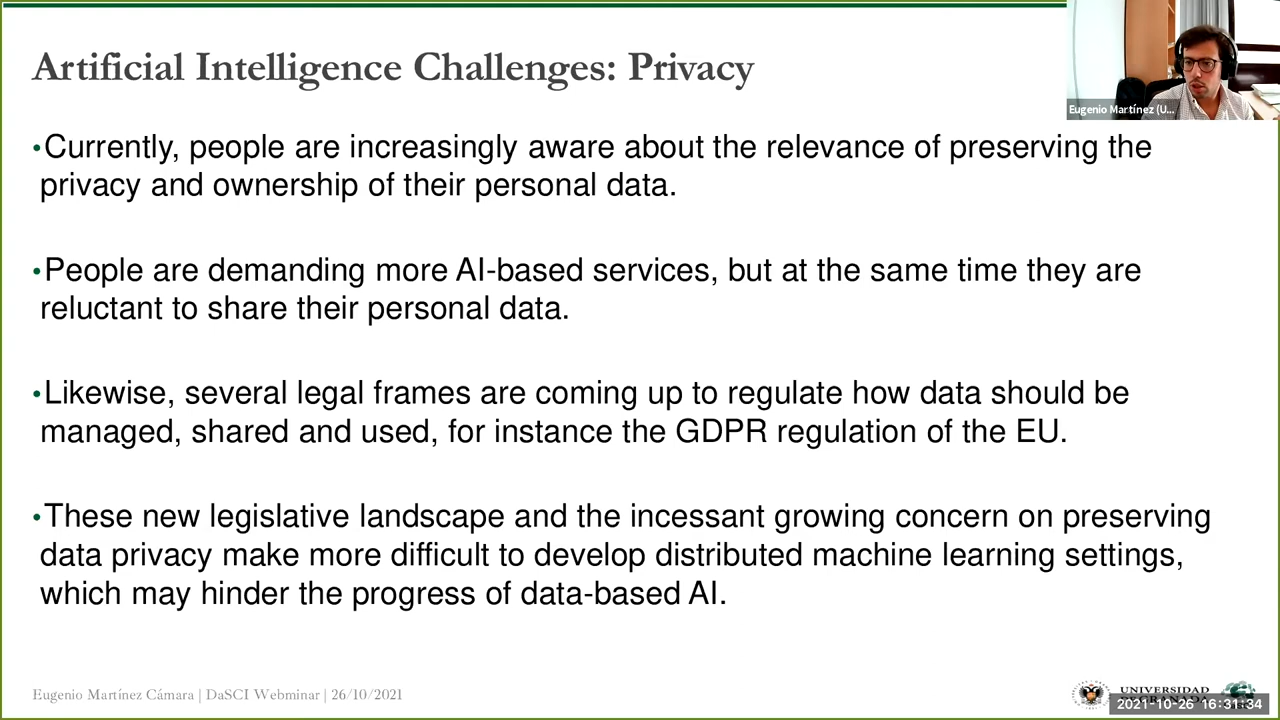 Artificial Intelligence Challenges: Privacy
Eugenio Martínez (U...
•Currently, people are increasingly aware about the relevance of preserving the
privacy and ownership of their personal data.
•People are demanding more AI-based services, but at the same time they are
reluctant to share their personal data.
•Likewise, several legal frames are coming up to regulate how data should be
managed, shared and used, for instance the GDPR regulation of the EU.
•These new legislative landscape and the incessant growing concern on preserving
data privacy make more difficult to develop distributed machine learning settings,
which may hinder the progress of data-based AI.
Eugenio Martínez Cámara | DaSCI Webminar | 26/10/2021
UNIVERSIDAD
2021-10-26 16:31:34